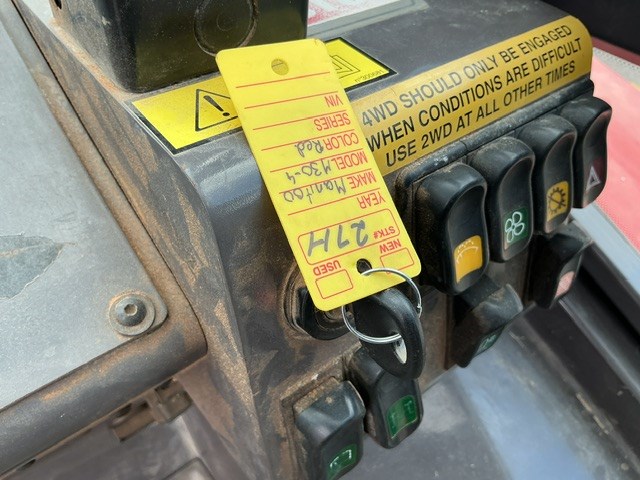 4WD SHOULD ONLY BE ENGAGED
WHEN CONDITIONS ARE DIFFICULT
USE 2WD AT ALL OTHER TIMES
NEW
USED
STK# 27H
YEAR
MAKE Manitou
MODEL M30-4
COLOR Red
SERIES
VIN